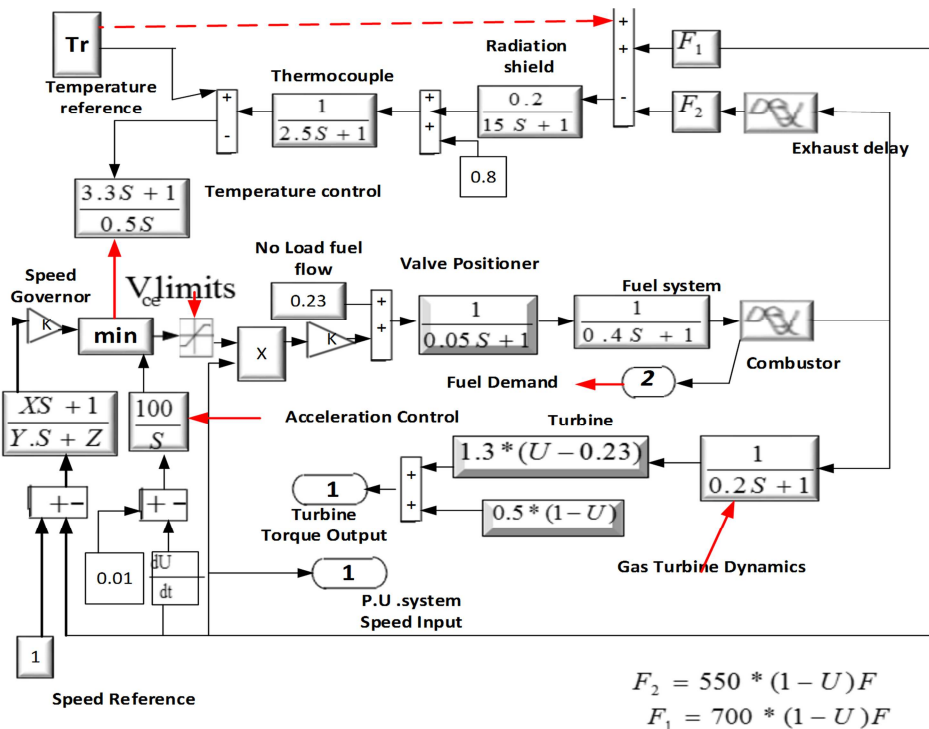 Tr
Temperature
reference
Thermocouple
Radiation
shield
+
+
-
F₁
F₂
Exhaust delay
+
-
1
2.5S + 1
+
+
0.2
15 S + 1
0.8
3.3S + 1
0.5S
Temperature control
Speed
Governor
K
min
V_ce limits
No Load fuel
flow
0.23
X
K
+
+
Valve Positioner
1
0.05S + 1
Fuel system
1
0.4S + 1
Combustor
Fuel Demand
2
XS + 1
Y.S + Z
100
S
Acceleration Control
Turbine
1.3*(U − 0.23)
1
0.2S + 1
+ -
+ -
1
Turbine
Torque Output
+
+
0.5*(1−U)
Gas Turbine Dynamics
0.01
dU
dt
1
P.U .system
Speed Input
1
Speed Reference
F₂ = 550 * (1 − U)F
F₁ = 700 * (1 − U)F